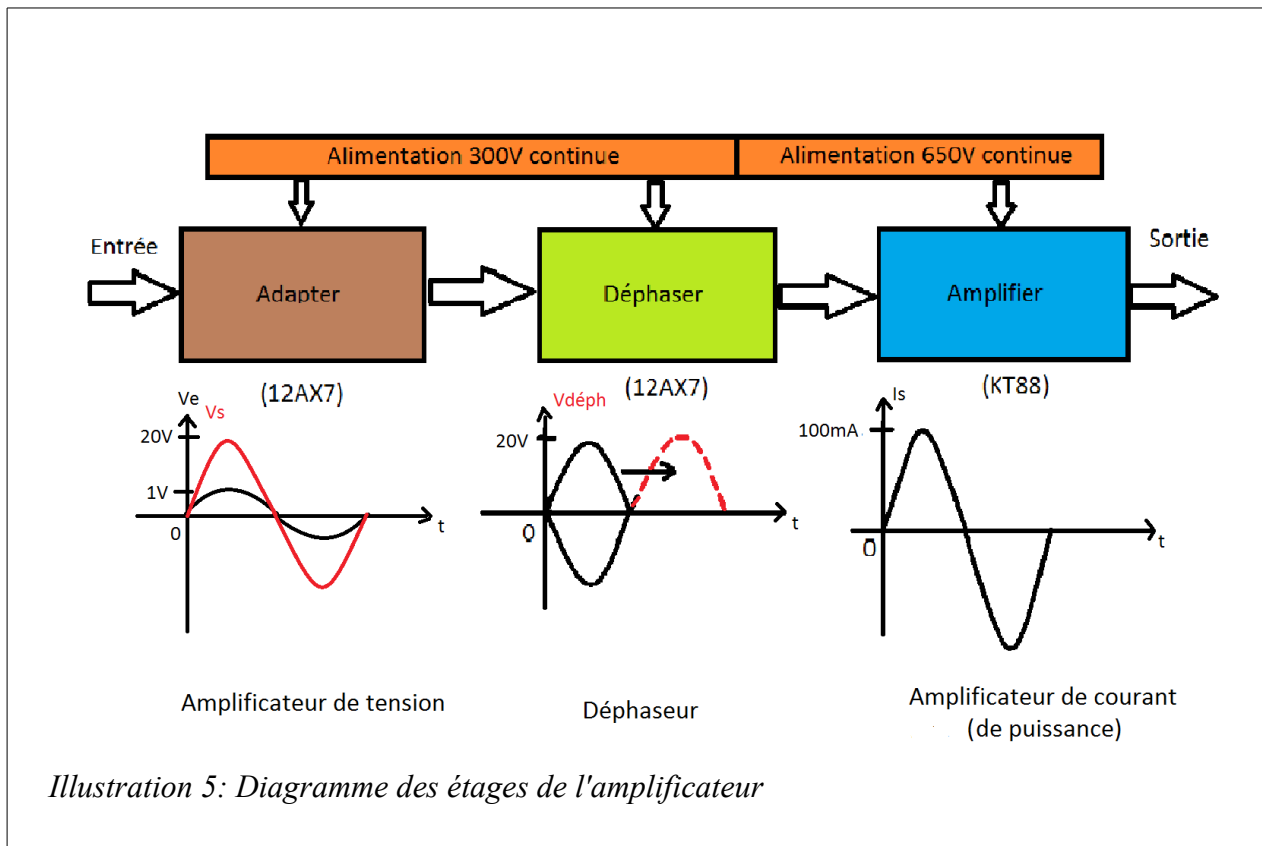 Alimentation 300V continue
Alimentation 650V continue
Entrée
Adapter
Déphaser
Amplifier
Sortie
(12AX7)
(12AX7)
(KT88)
Ve
Vs
20V
1V
0
t
Vdéph
20V
0
t
Is
100mA
0
t
Amplificateur de tension
Déphaseur
Amplificateur de courant
(de puissance)
Illustration 5: Diagramme des étages de l'amplificateur